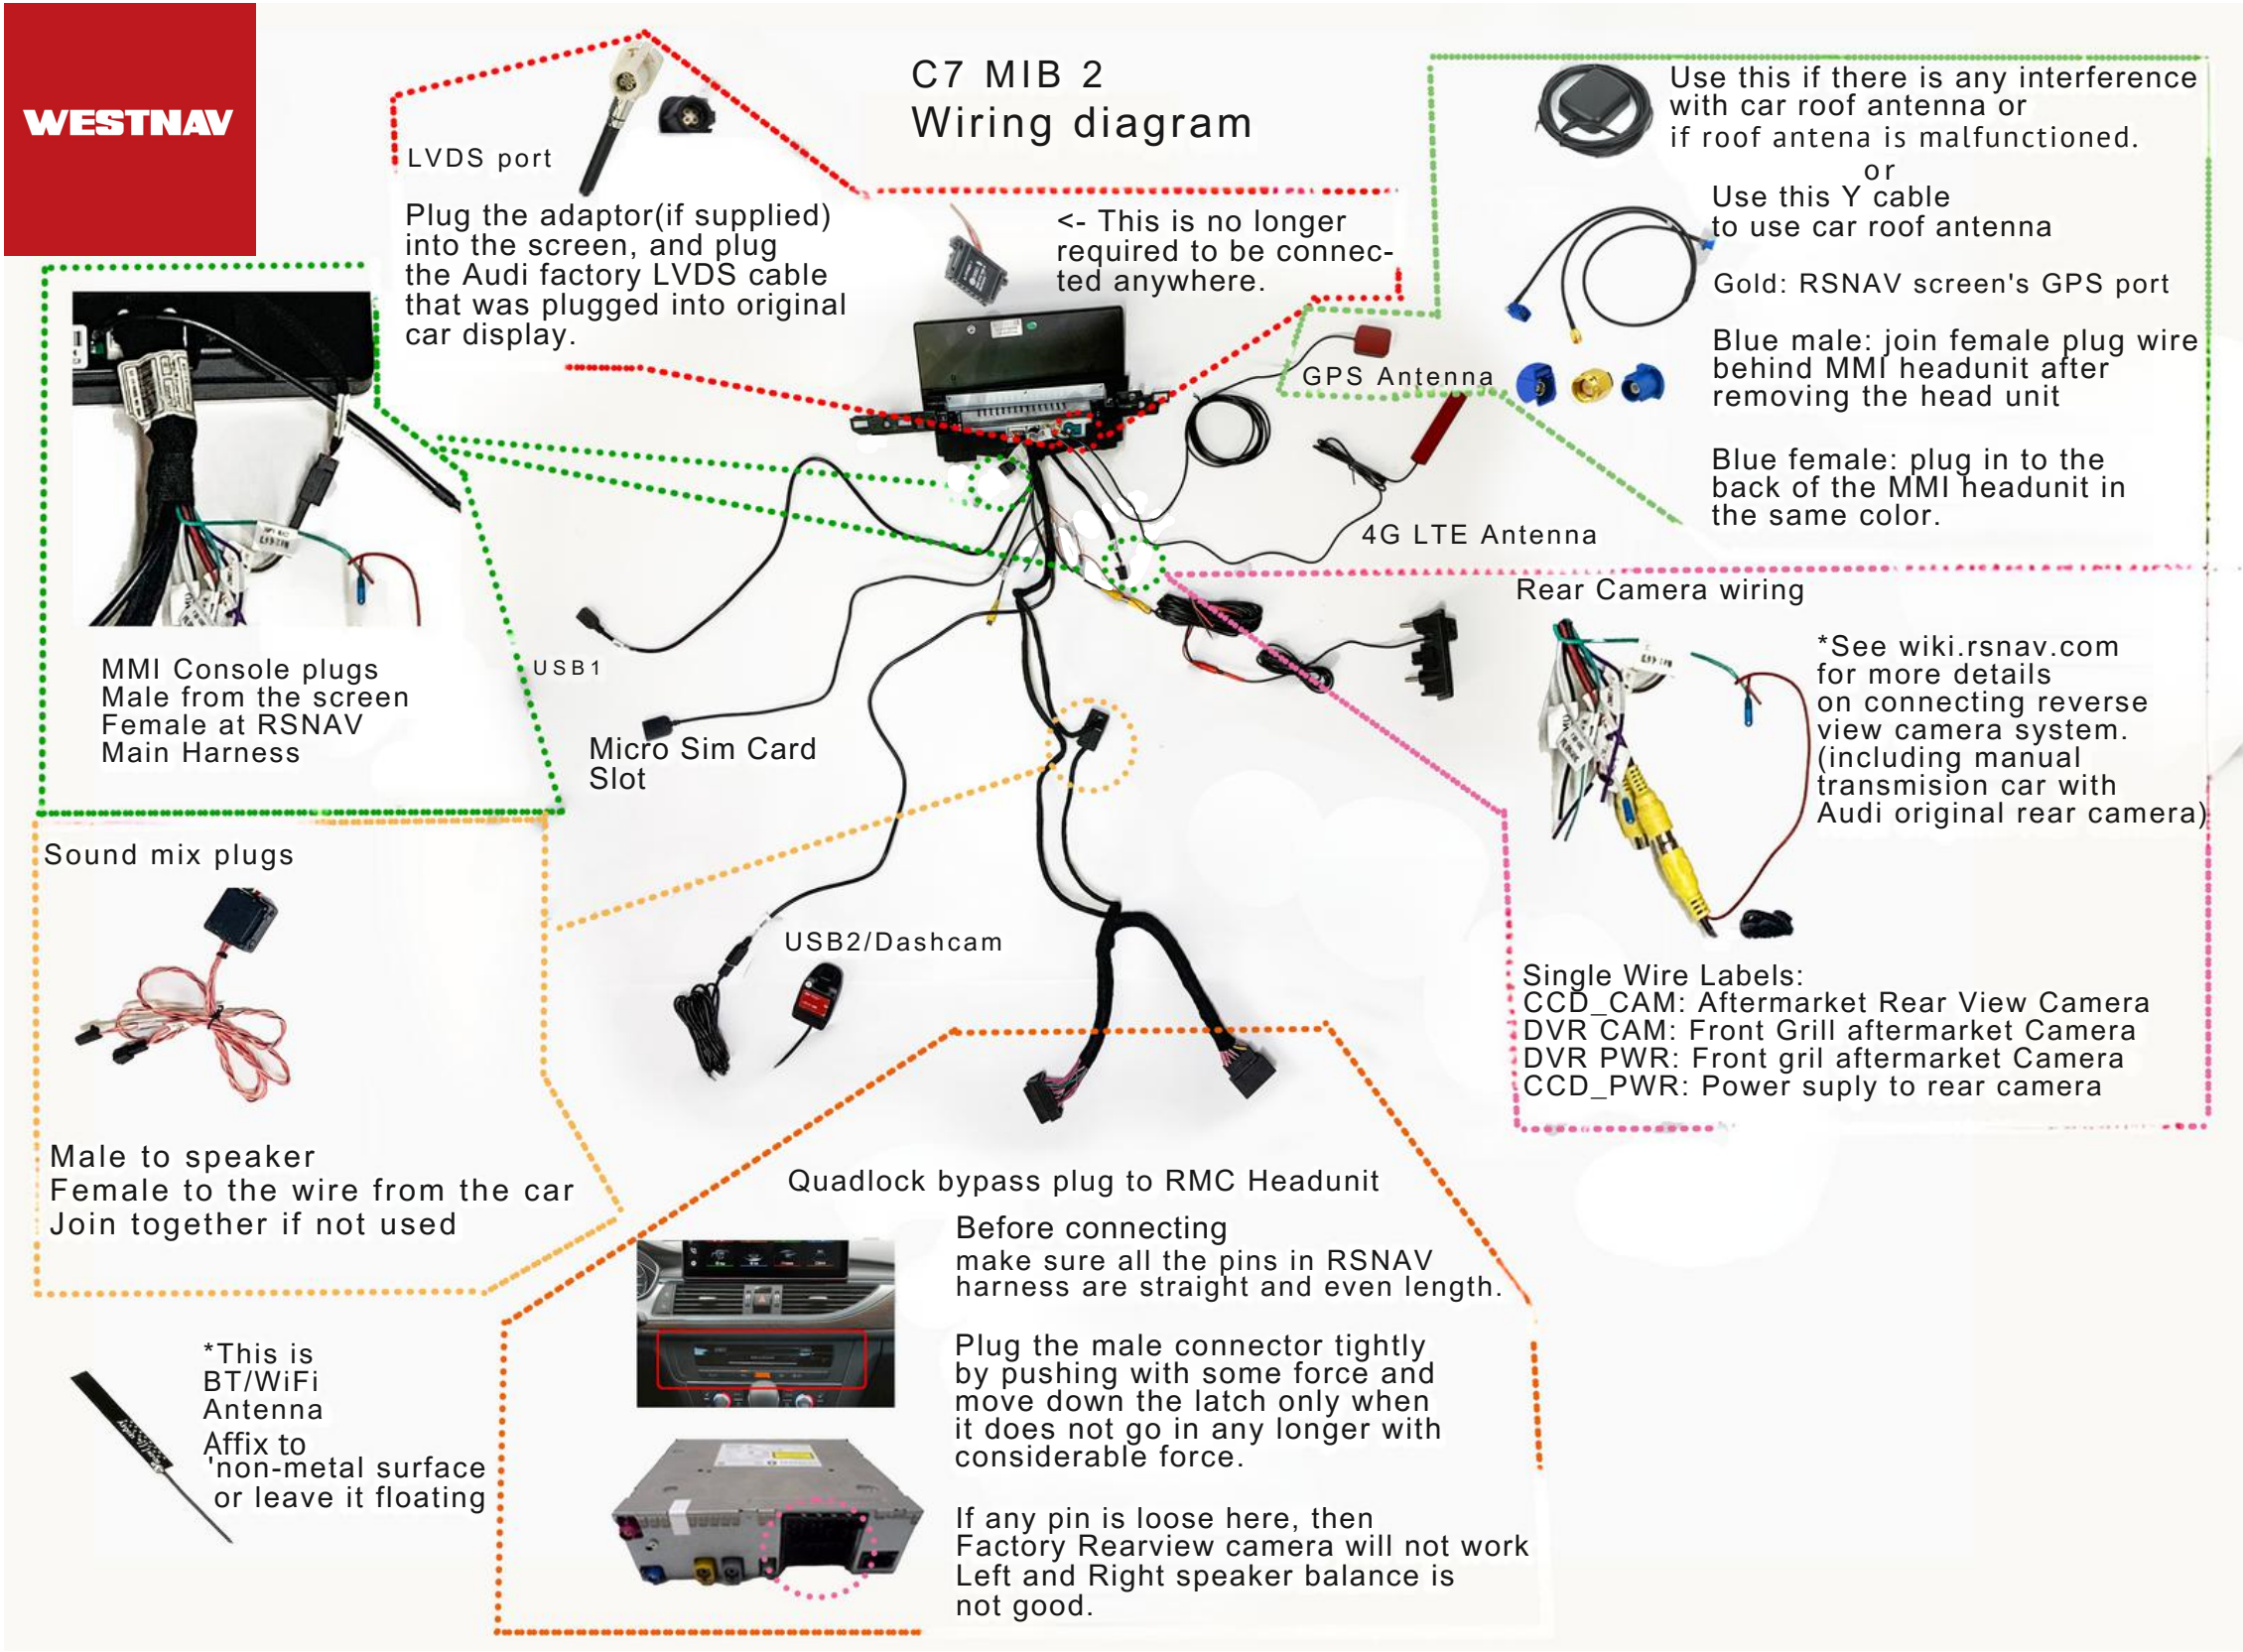 WESTNAV
C7 MIB 2
Wiring diagram
LVDS port
Plug the adaptor(if supplied)
into the screen, and plug
the Audi factory LVDS cable
that was plugged into original
car display.
<- This is no longer
required to be connec-
ted anywhere.
Use this if there is any interference
with car roof antenna or
if roof antena is malfunctioned.
or
Use this Y cable
to use car roof antenna
Gold: RSNAV screen's GPS port
Blue male: join female plug wire
behind MMI headunit after
removing the head unit
Blue female: plug in to the
back of the MMI headunit in
the same color.
GPS Antenna
4G LTE Antenna
MMI Console plugs
Male from the screen
Female at RSNAV
Main Harness
USB1
Micro Sim Card
Slot
Rear Camera wiring
*See wiki.rsnav.com
for more details
on connecting reverse
view camera system.
(including manual
transmision car with
Audi original rear camera)
Sound mix plugs
USB2/Dashcam
Single Wire Labels:
CCD_CAM: Aftermarket Rear View Camera
DVR CAM: Front Grill aftermarket Camera
DVR PWR: Front gril aftermarket Camera
CCD_PWR: Power suply to rear camera
Male to speaker
Female to the wire from the car
Join together if not used
Quadlock bypass plug to RMC Headunit
Before connecting
make sure all the pins in RSNAV
harness are straight and even length.
Plug the male connector tightly
by pushing with some force and
move down the latch only when
it does not go in any longer with
considerable force.
If any pin is loose here, then
Factory Rearview camera will not work
Left and Right speaker balance is
not good.
*This is
BT/WiFi
Antenna
Affix to
'non-metal surface
or leave it floating